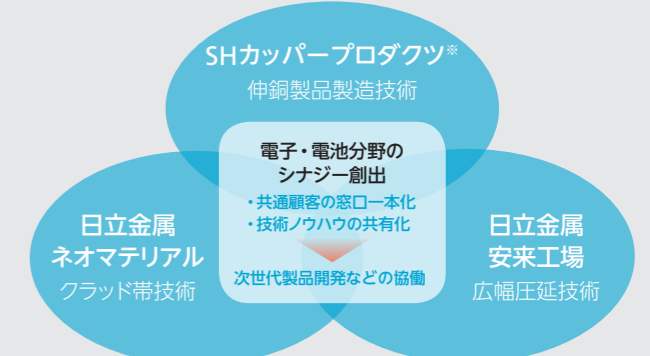 SHカッパープロダクツ※
伸銅製品製造技術
電子・電池分野の
シナジー創出
・共通顧客の窓口一本化
・技術ノウハウの共有化
次世代製品開発などの協働
日立金属
ネオマテリアル
クラッド帯技術
日立金属
安来工場
広幅圧延技術